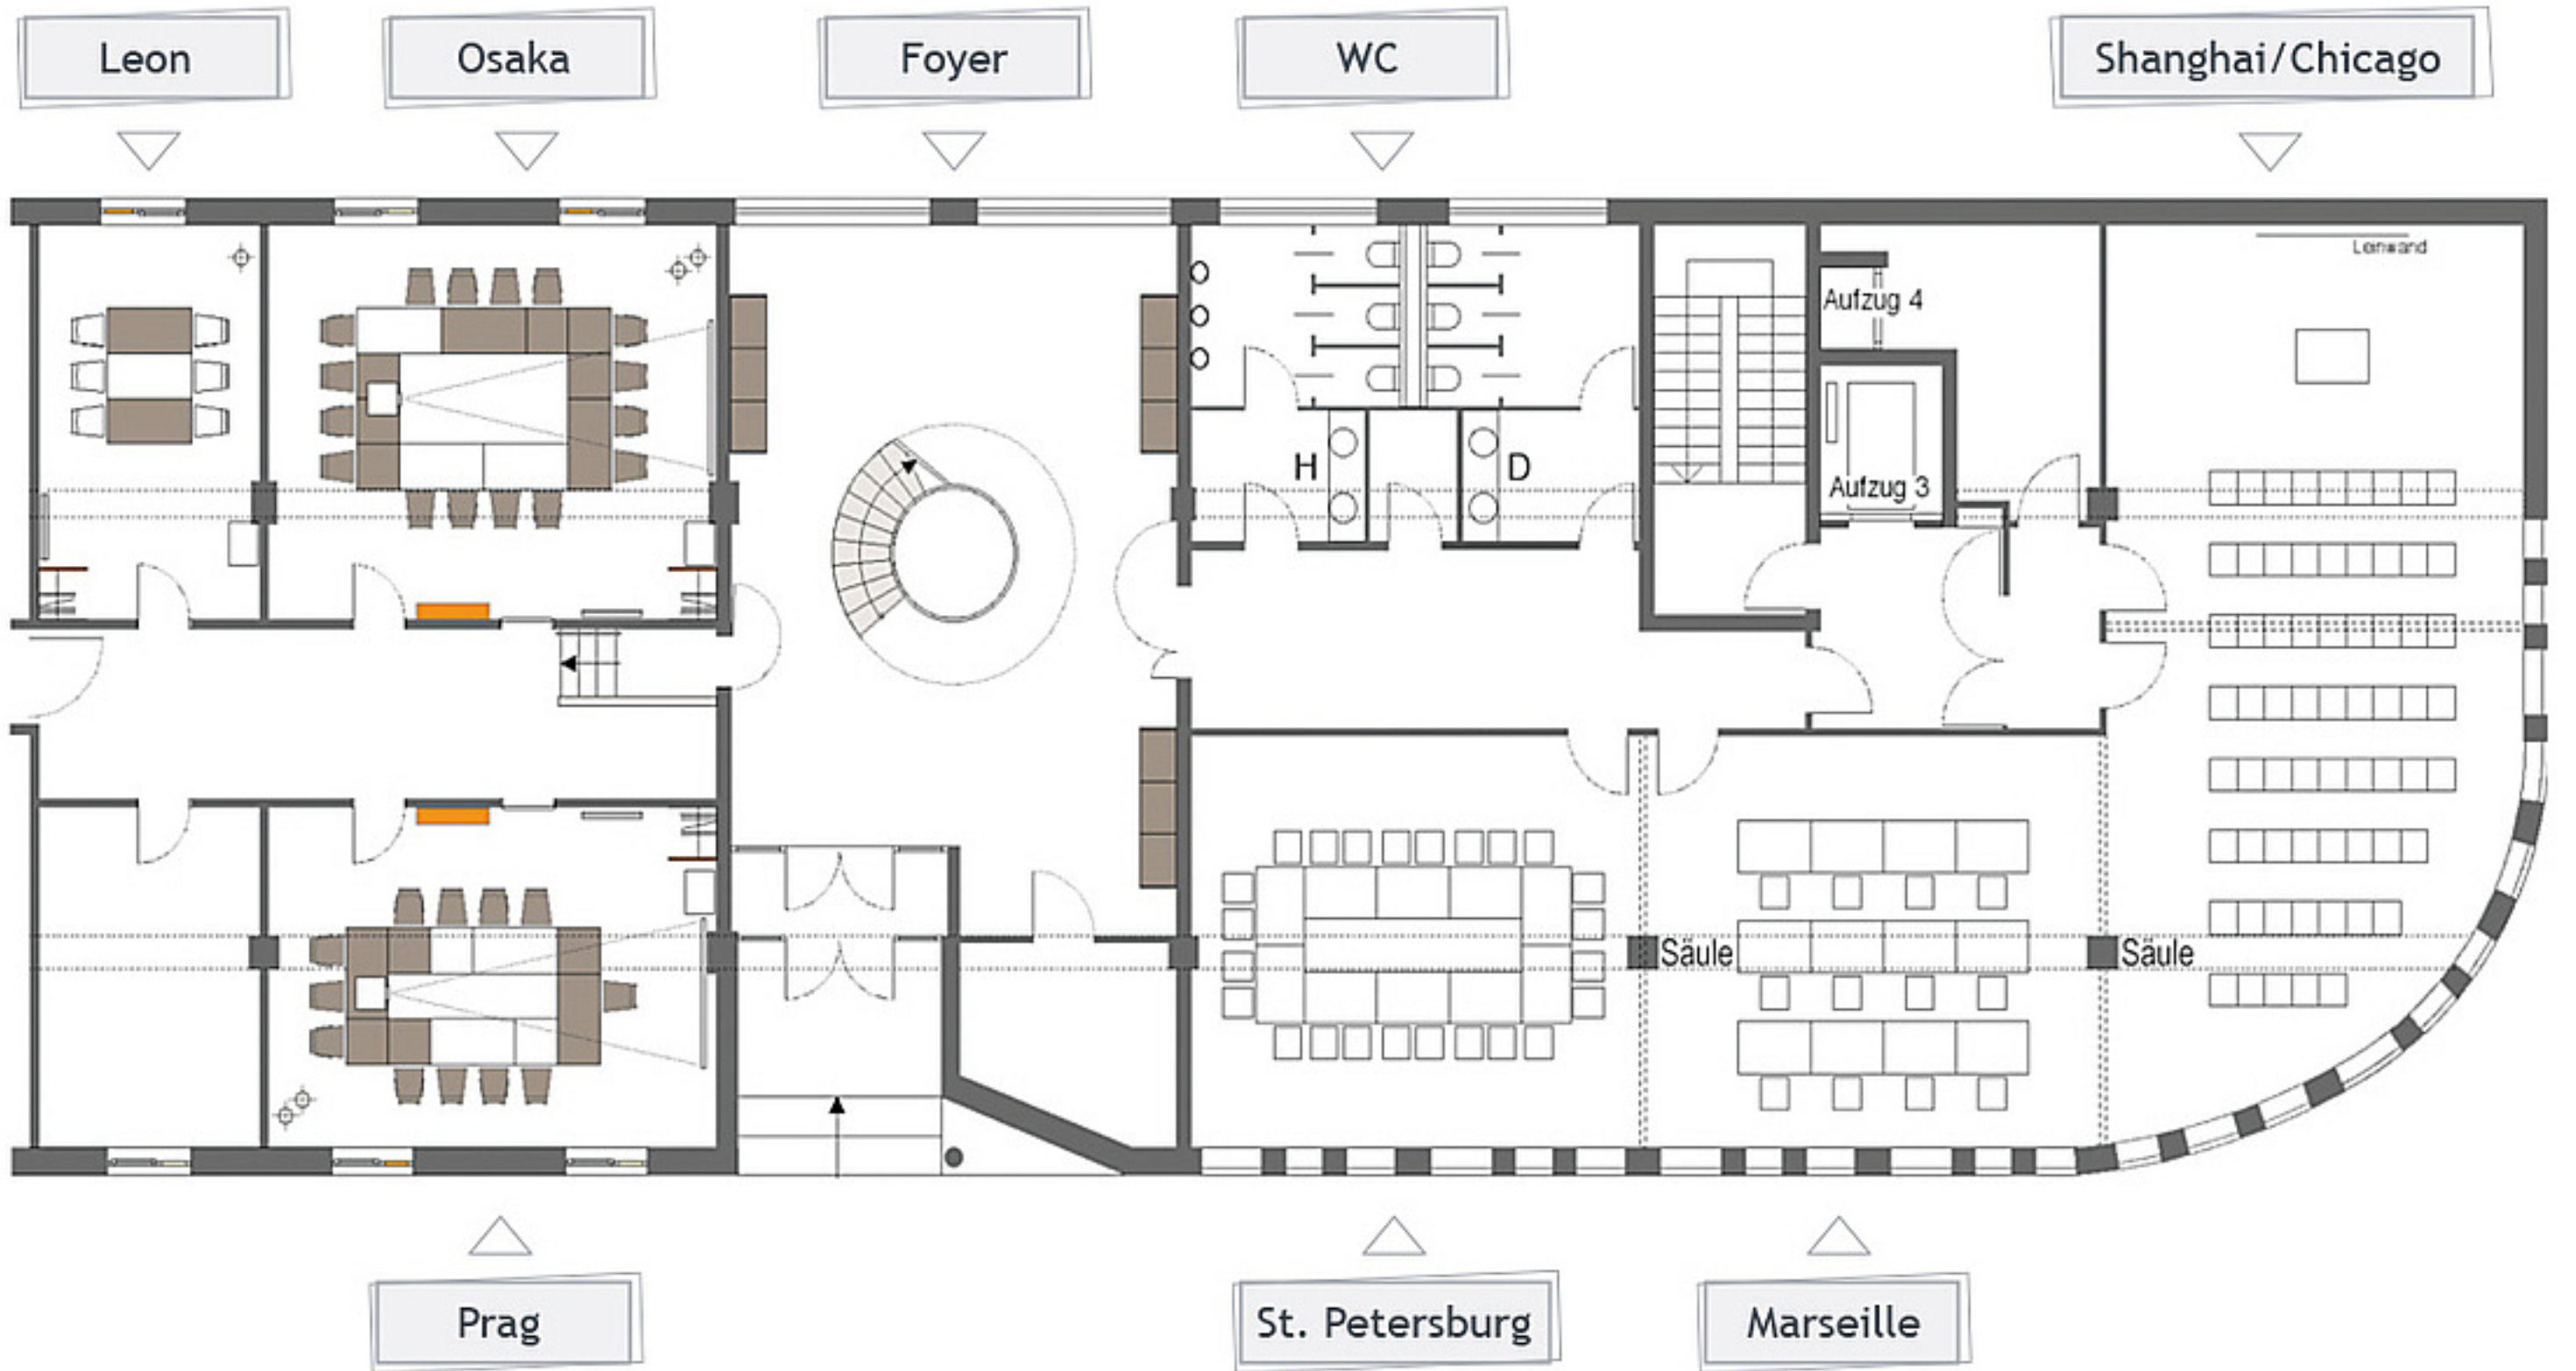 Leon
Osaka
Foyer
WC
Shanghai/Chicago
Leinwand
Aufzug 4
H
D
Aufzug 3
Säule
Säule
Prag
St. Petersburg
Marseille